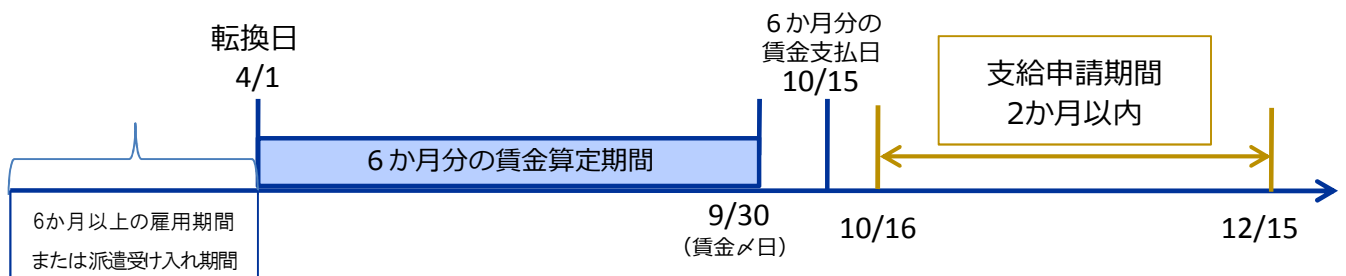 転換日
4/1
6か月分の
賃金支払日
10/15
支給申請期間
2か月以内
6か月分の賃金算定期間
6か月以上の雇用期間
または派遣受け入れ期間
9/30
（賃金〆日）
10/16
12/15